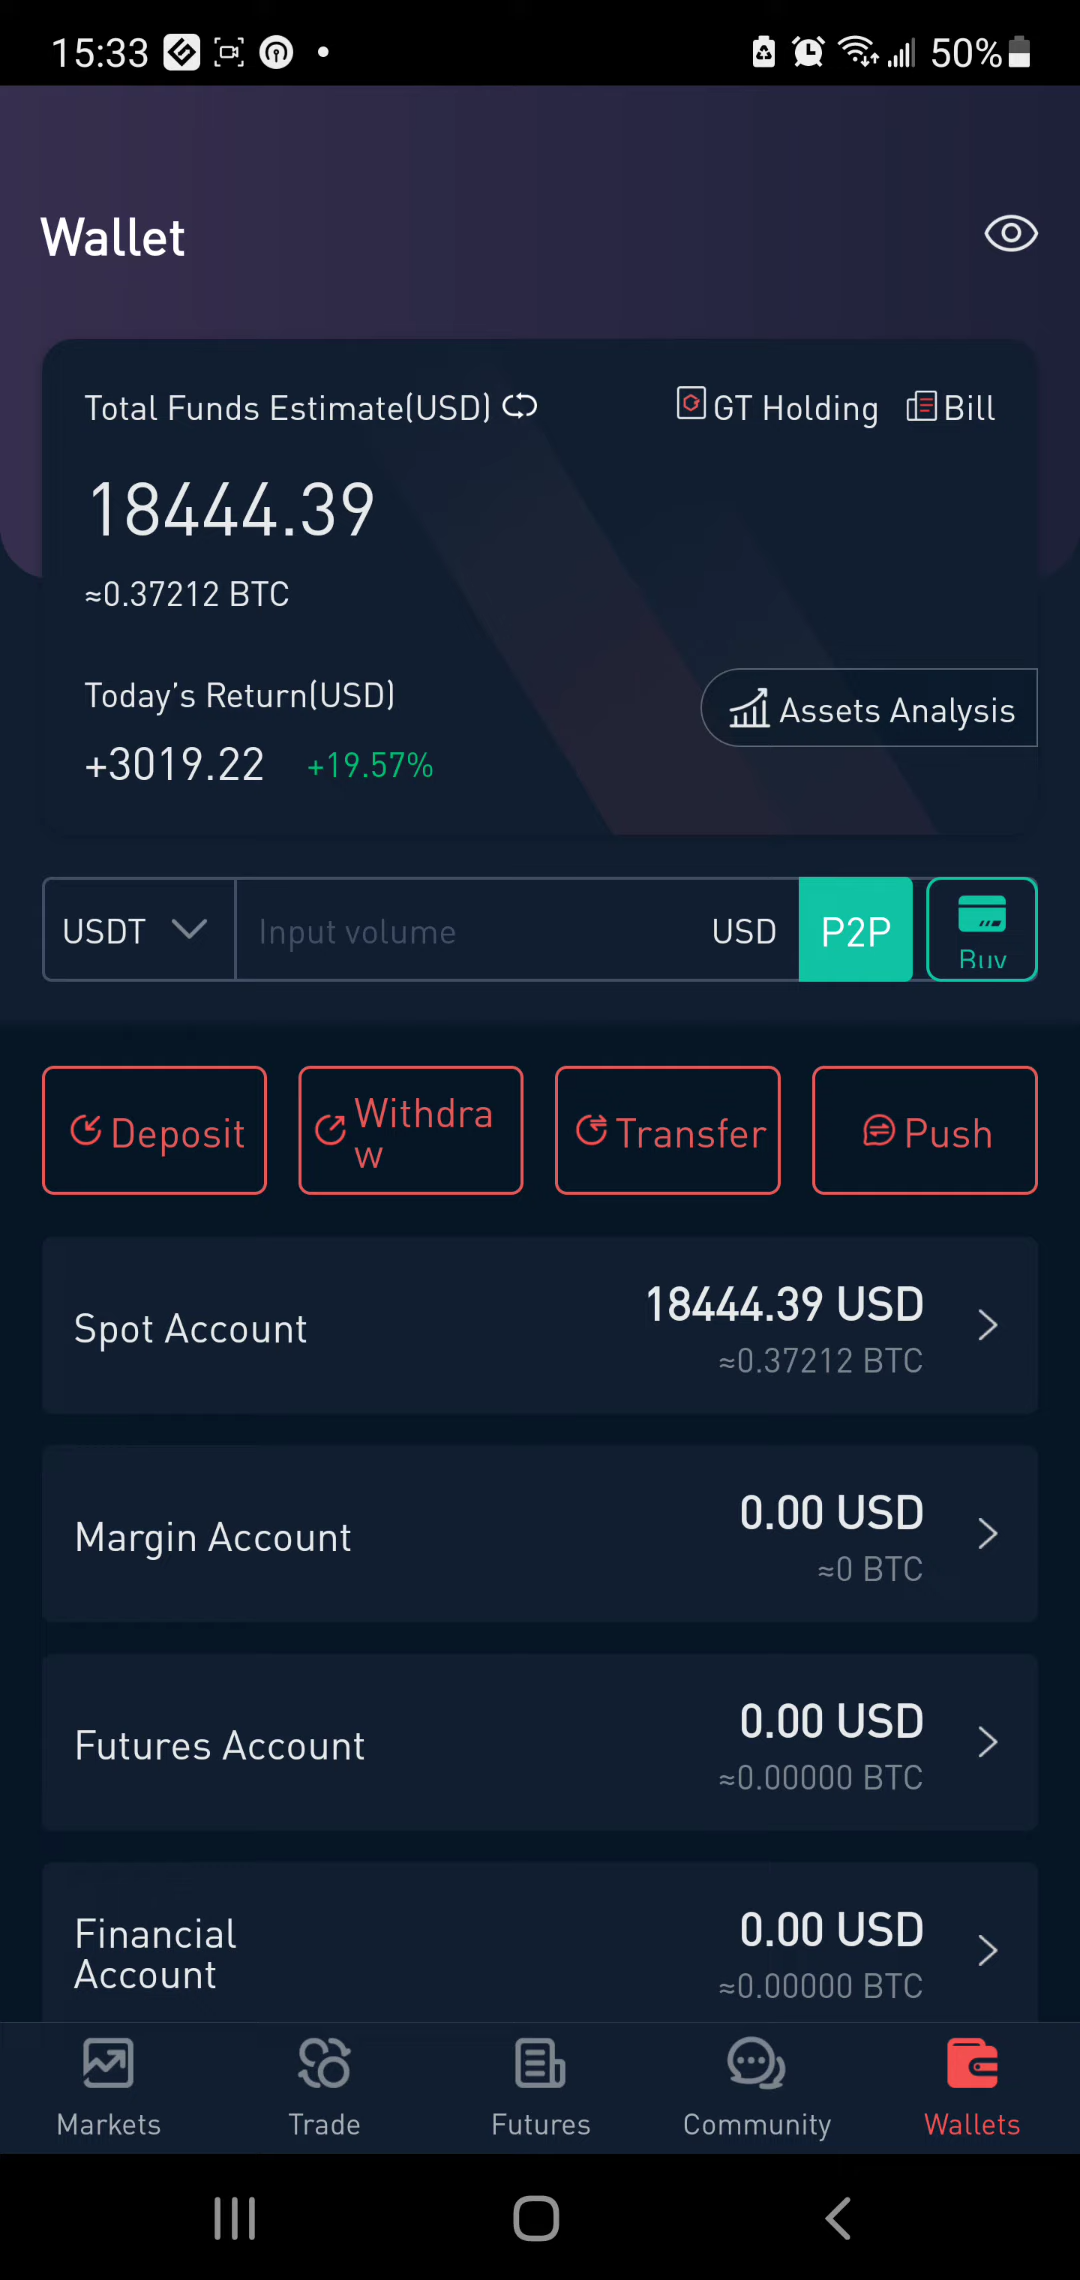 15:33 50%
Wallet
Total Funds Estimate(USD) GT Holding Bill
18444.39
≈0.37212 BTC
Today's Return(USD)
Assets Analysis
+3019.22 +19.57%
USDT Input volume USD P2P Buy
Deposit Withdra
w Transfer Push
Spot Account 18444.39 USD
≈0.37212 BTC
Margin Account 0.00 USD
≈0 BTC
Futures Account 0.00 USD
≈0.00000 BTC
Financial
Account 0.00 USD
≈0.00000 BTC
Markets Trade Futures Community Wallets